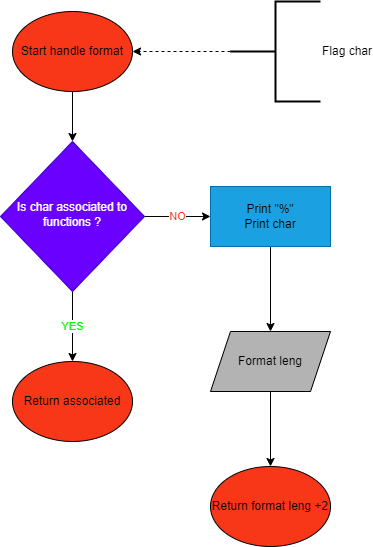 Start handle format
Flag char
Is char associated to
functions ?
NO
Print "%"
Print char
YES
Format leng
Return associated
Return format leng +2